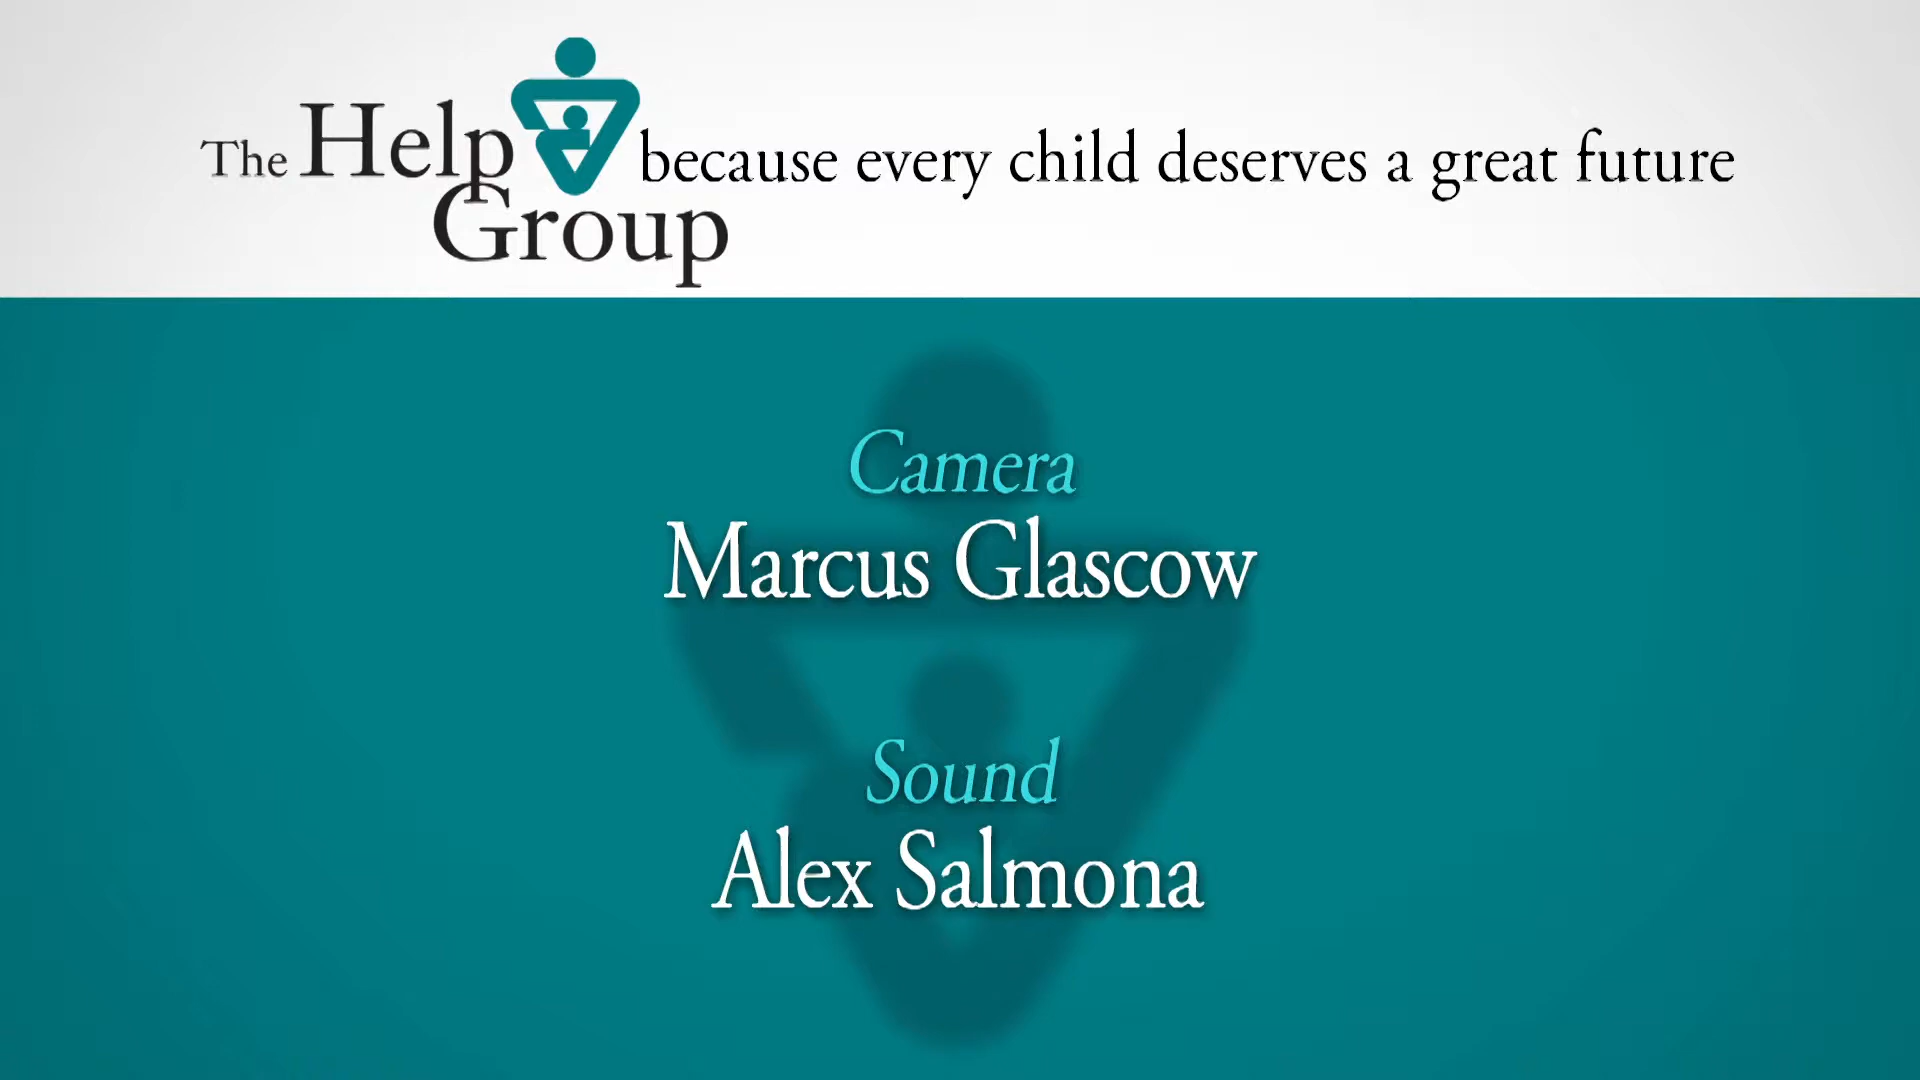 The Help
Group
because every child deserves a great future
Camera
Marcus Glascow
Sound
Alex Salmona